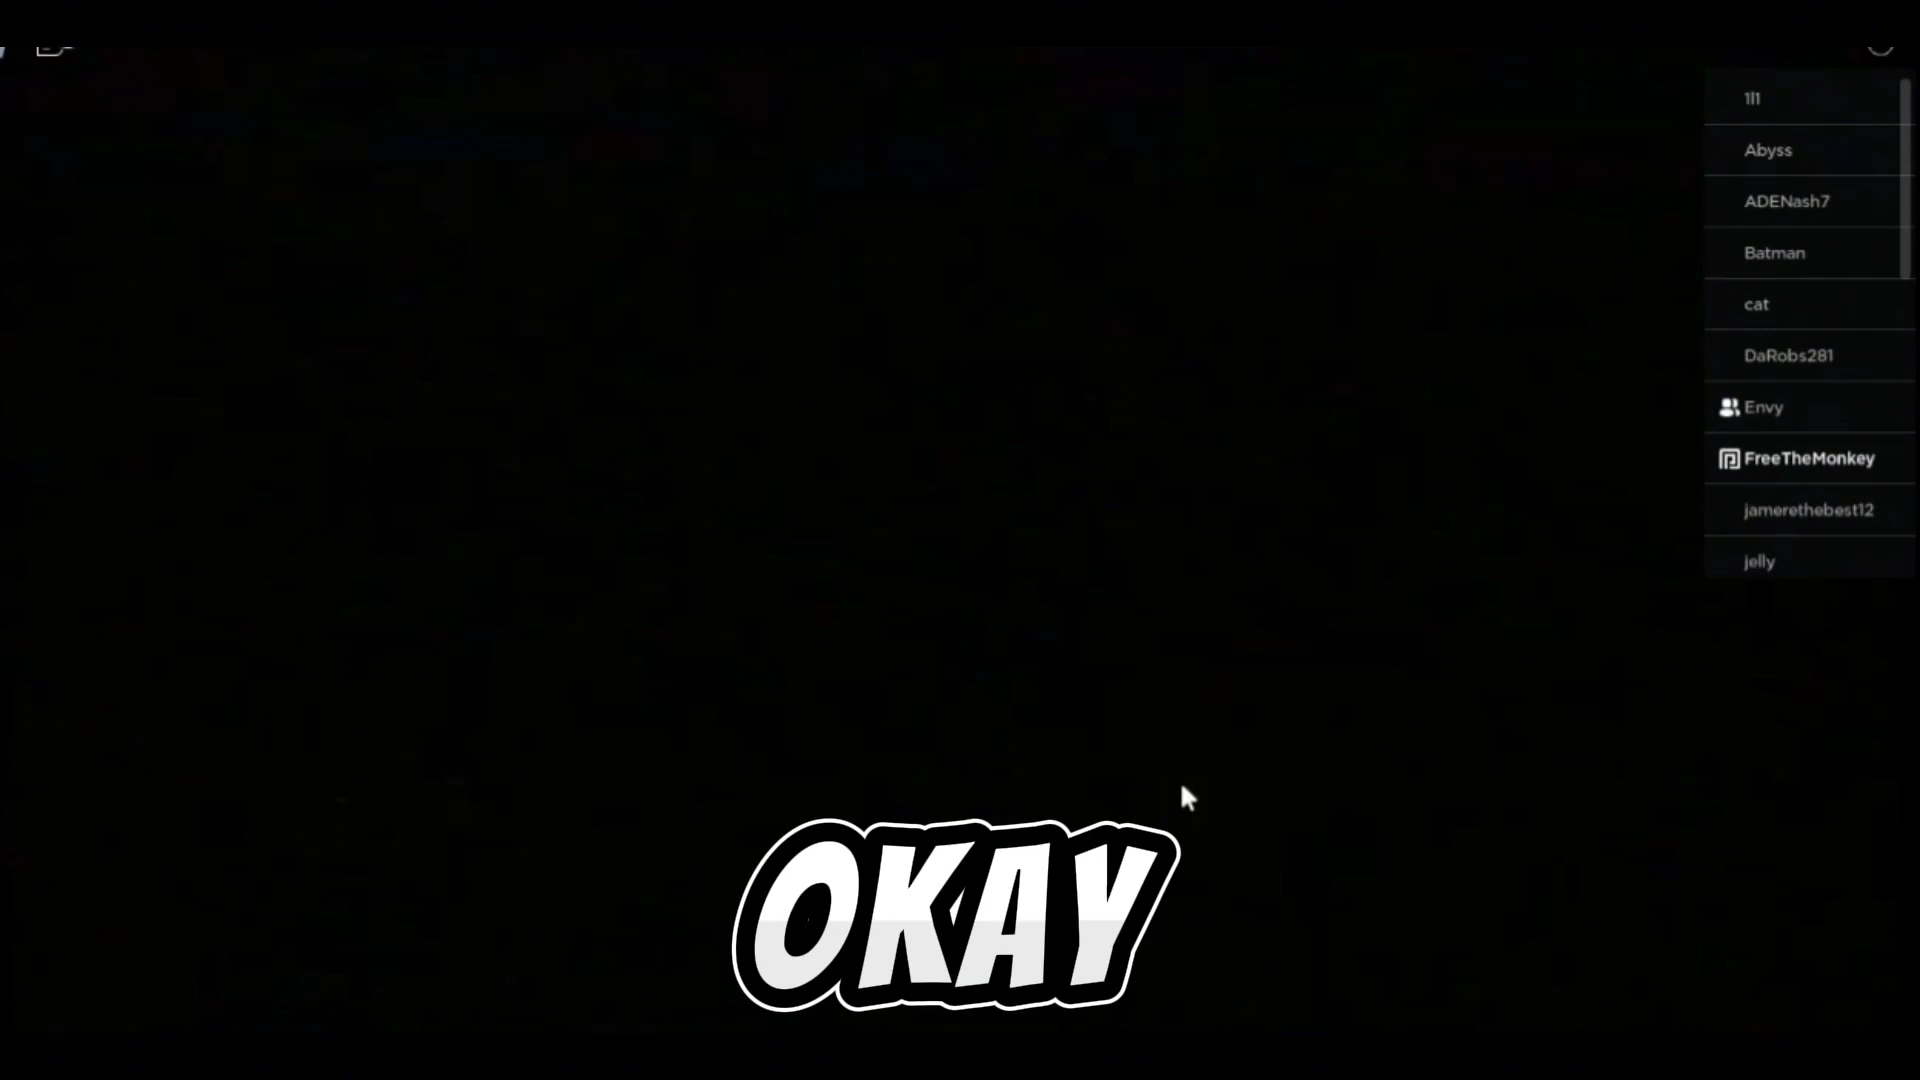 1l1
Abyss
ADENash7
Batman
cat
DaRobs281
Envy
FreeTheMonkey
jamerethebest12
jelly
OKAY